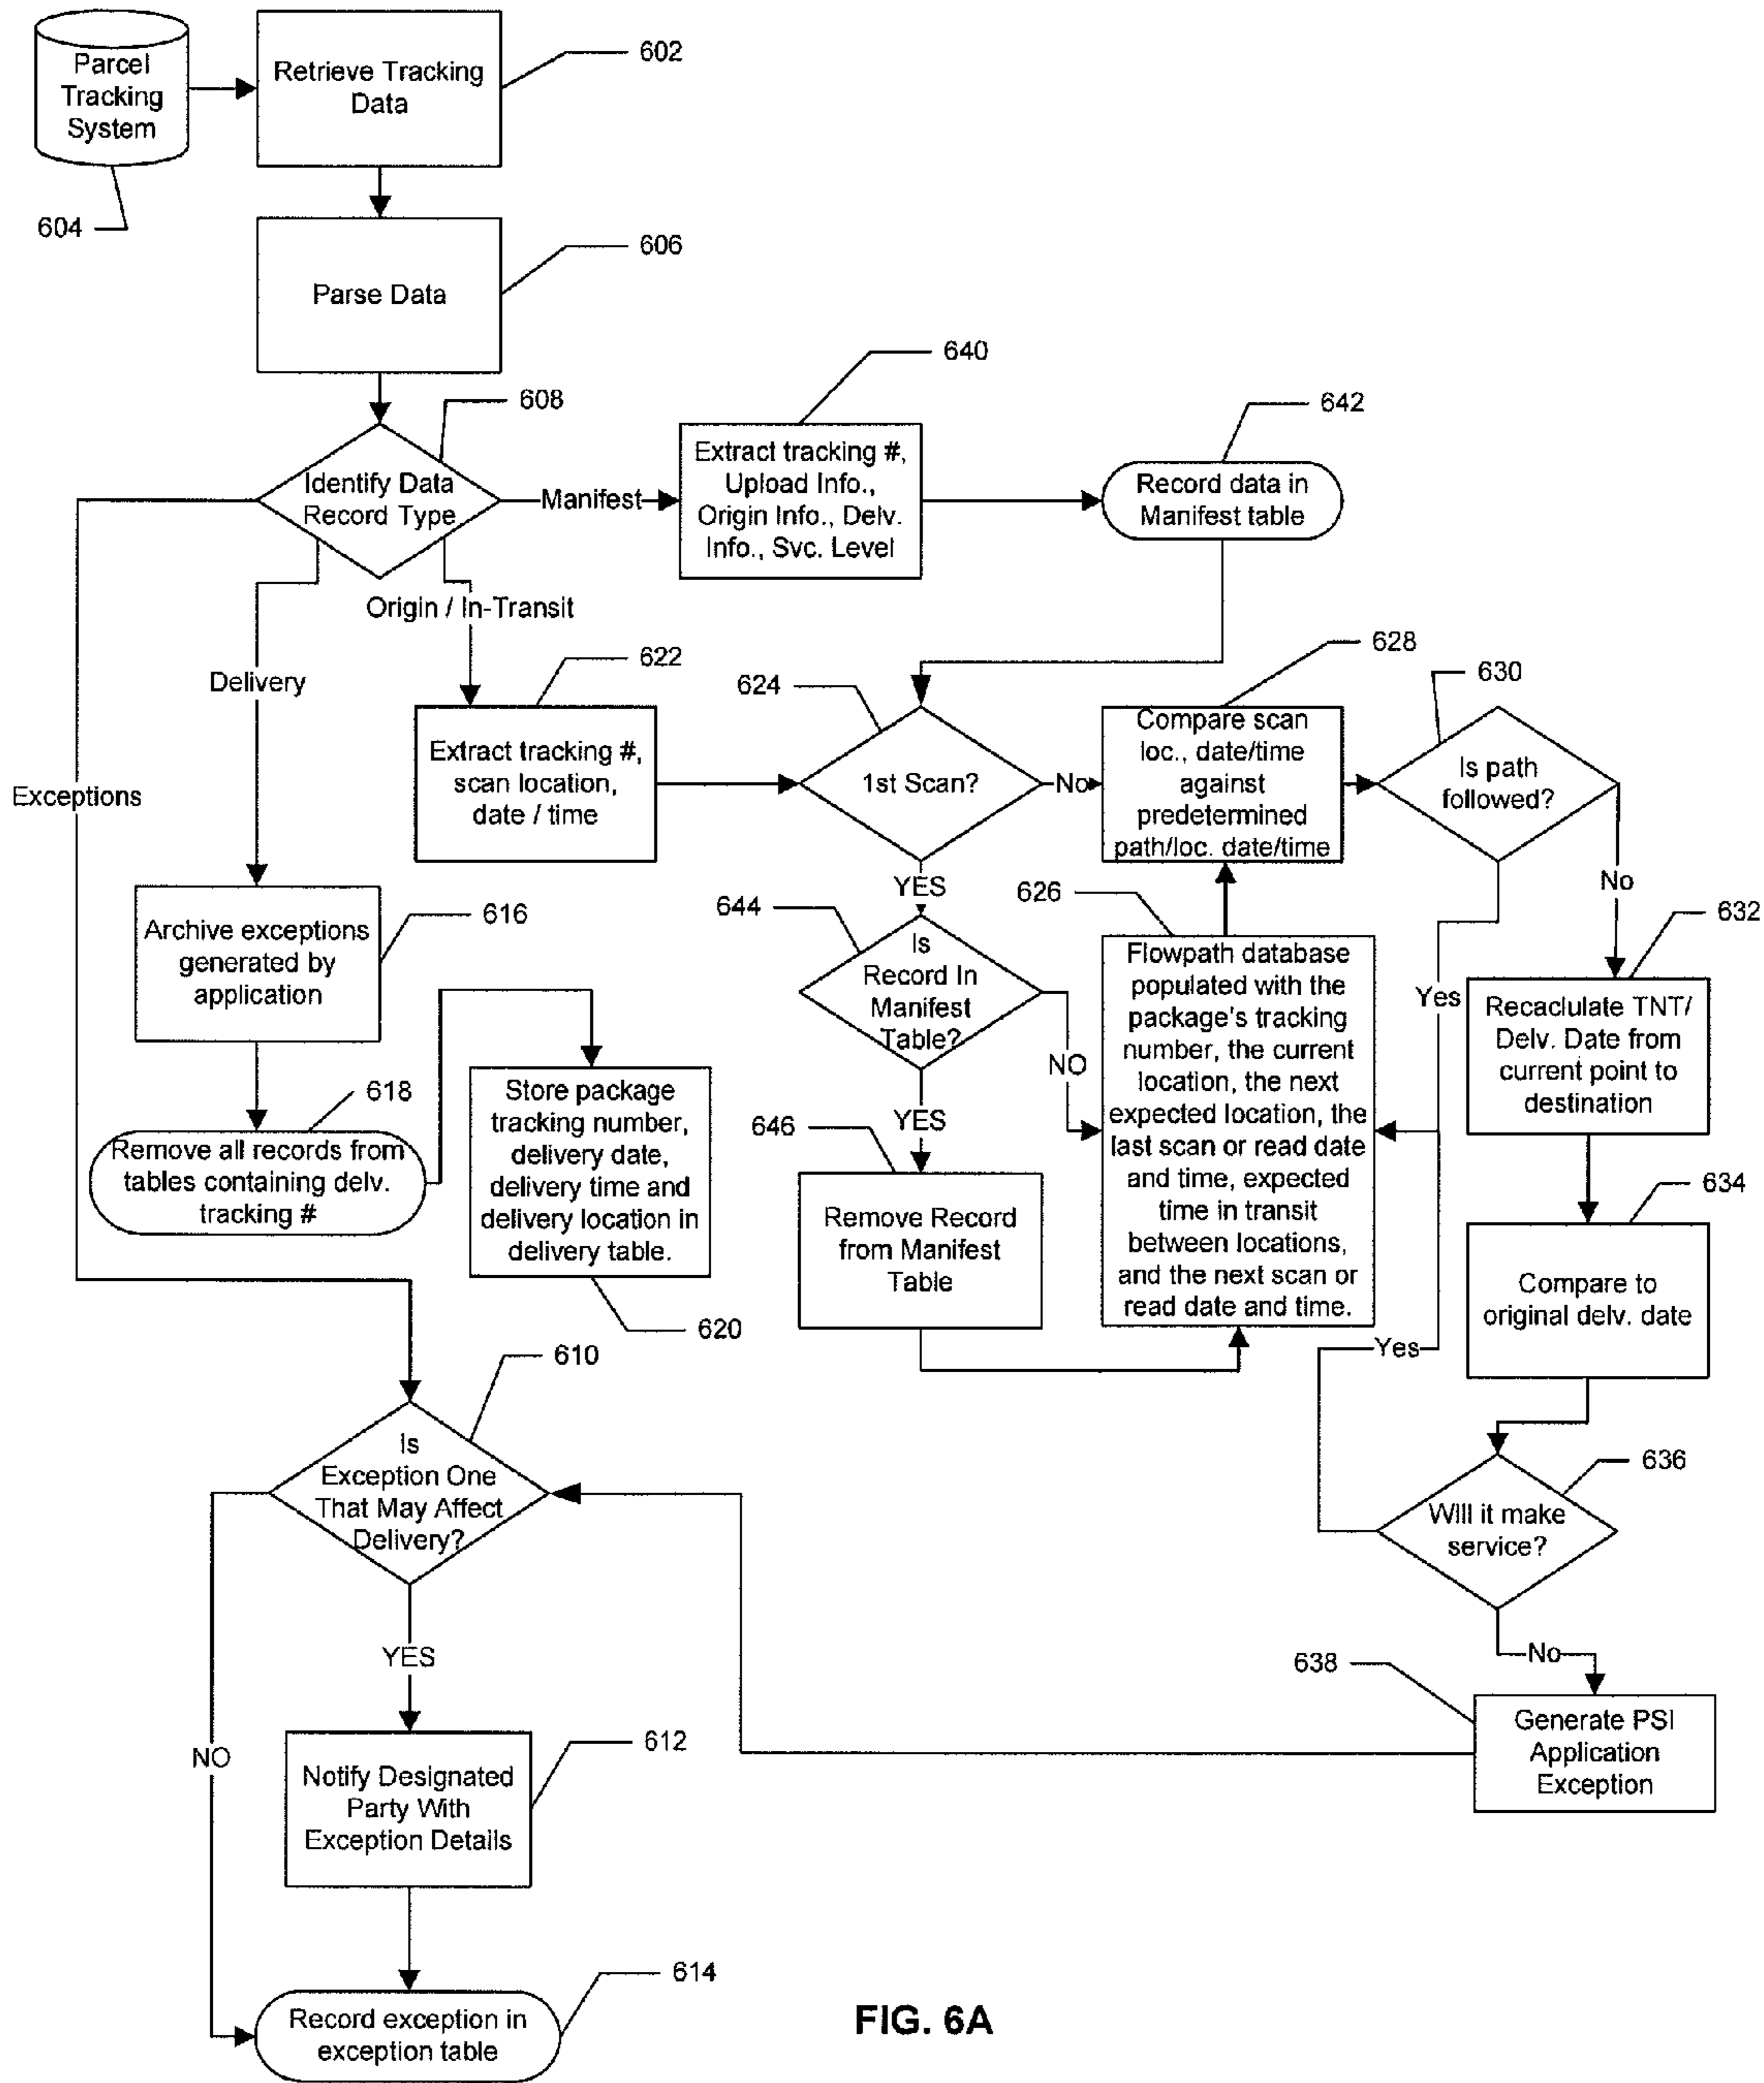 Parcel
Tracking
System
604
Retrieve Tracking
Data
602
Parse Data
606
Identify Data
Record Type
608
Manifest
Extract tracking #,
Upload Info.,
Origin Info., Delv.
Info., Svc. Level
640
Record data in
Manifest table
642
Origin / In-Transit
Delivery
Exceptions
Extract tracking #,
scan location,
date / time
622
1st Scan?
624
No
Compare scan
loc., date/time
against
predetermined
path/loc. date/time
628
Is path
followed?
630
YES
No
Yes
Archive exceptions
generated by
application
616
Is
Record In
Manifest
Table?
644
NO
YES
Flowpath database
populated with the
package's tracking
number, the current
location, the next
expected location, the
last scan or read date
and time, expected
time in transit
between locations,
and the next scan or
read date and time.
626
Recaclulate TNT/
Delv. Date from
current point to
destination
632
Remove all records from
tables containing delv.
tracking #
618
Store package
tracking number,
delivery date,
delivery time and
delivery location in
delivery table.
620
Remove Record
from Manifest
Table
646
Compare to
original delv. date
634
Yes
Will it make
service?
636
No
Generate PSI
Application
Exception
638
Is
Exception One
That May Affect
Delivery?
610
YES
NO
Notify Designated
Party With
Exception Details
612
Record exception in
exception table
614
FIG. 6A